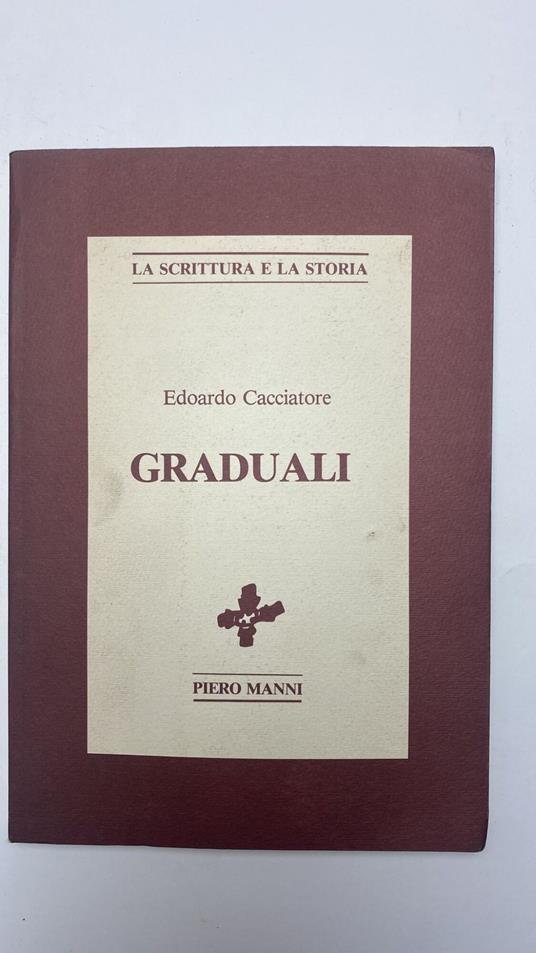 LA SCRITTURA E LA STORIA
Edoardo Cacciatore
GRADUALI
PIERO MANNI